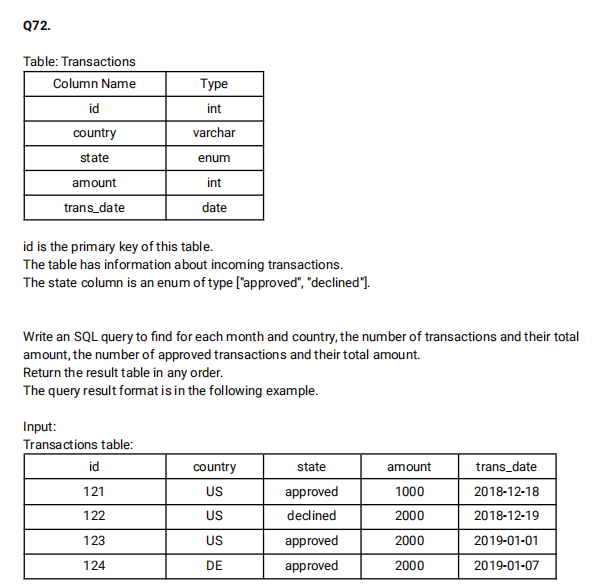 Q72.
Table: Transactions
Column Name Type
id int
country varchar
state enum
amount int
trans_date date
id is the primary key of this table.
The table has information about incoming transactions.
The state column is an enum of type ["approved", "declined"].
Write an SQL query to find for each month and country, the number of transactions and their total
amount, the number of approved transactions and their total amount.
Return the result table in any order.
The query result format is in the following example.
Input:
Transactions table:
id country state amount trans_date
121 US approved 1000 2018-12-18
122 US declined 2000 2018-12-19
123 US approved 2000 2019-01-01
124 DE approved 2000 2019-01-07